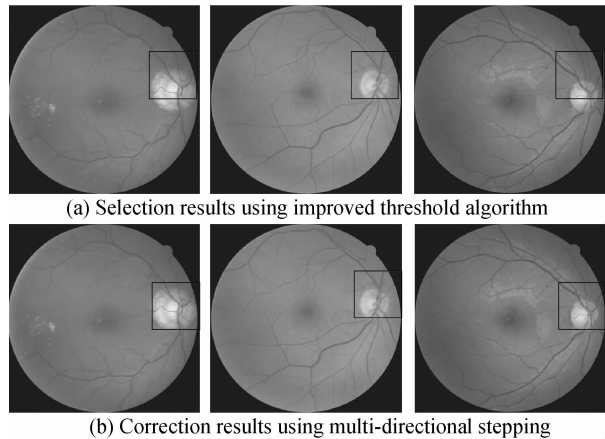 (a) Selection results using improved threshold algorithm
(b) Correction results using multi-directional stepping